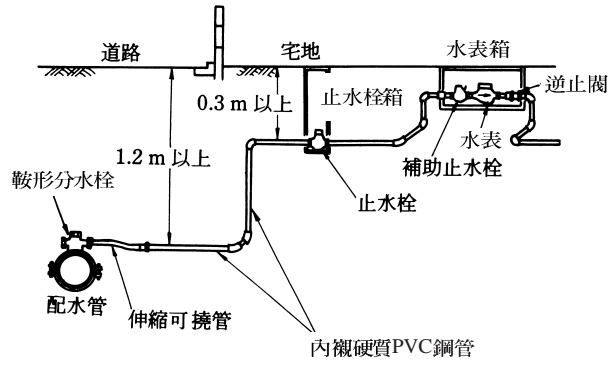 道路
宅地
水表箱
逆止閥
0.3 m 以上
止水栓箱
水表
1.2 m 以上
補助止水栓
鞍形分水栓
止水栓
配水管
伸縮可撓管
內襯硬質PVC鋼管